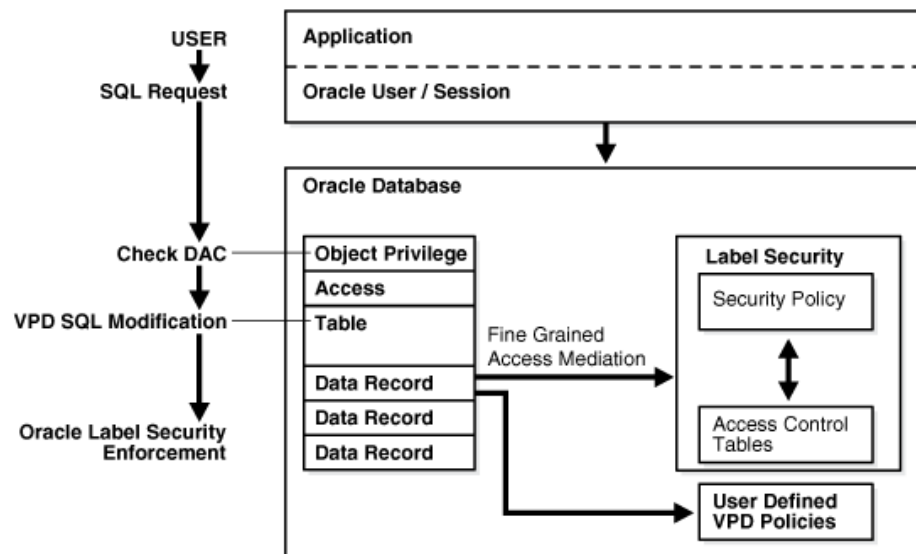 USER
SQL Request
Check DAC
VPD SQL Modification
Oracle Label Security
Enforcement
Application
Oracle User / Session
Oracle Database
Object Privilege
Access
Table
Data Record
Data Record
Data Record
Fine Grained
Access Mediation
Label Security
Security Policy
Access Control
Tables
User Defined
VPD Policies